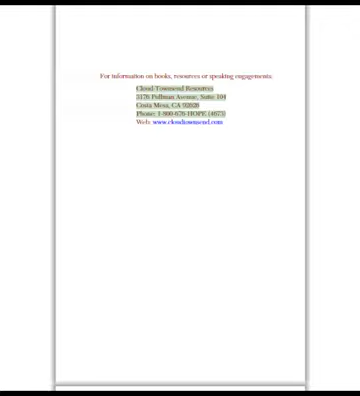 For information on books, resources or speaking engagements:
Cloud-Townsend Resources
3176 Pullman Avenue, Suite 104
Costa Mesa, CA 92626
Phone: 1-800-676-HOPE (4673)
Web: www.cloudtownsend.com